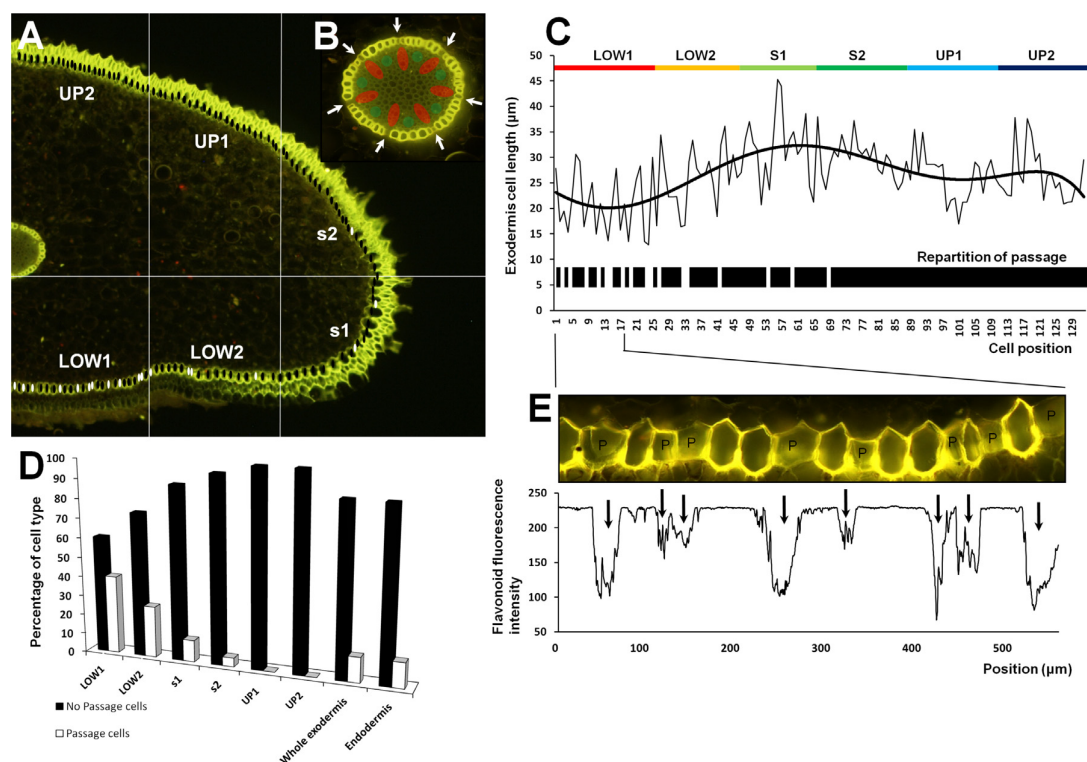 A
UP2
UP1
s2
s1
LOW1
LOW2
B
C
LOW1 LOW2 S1 S2 UP1 UP2
Exodermis cell length (µm)
50
45
40
35
30
25
20
15
10
5
0
Repartition of passage
1 5 9 13 17 21 25 29 33 37 41 45 49 53 57 61 65 69 73 77 81 85 89 93 97 101 105 109 113 117 121 125 129
Cell position
D
Percentage of cell type
100
90
80
70
60
50
40
30
20
10
0
LOW1
LOW2
s1
s2
UP1
UP2
Whole exodermis
Endodermis
No Passage cells
Passage cells
E
P P P P P P P P
Flavonoid fluorescence
intensity
250
200
150
100
50
0 100 200 300 400 500
Position (µm)